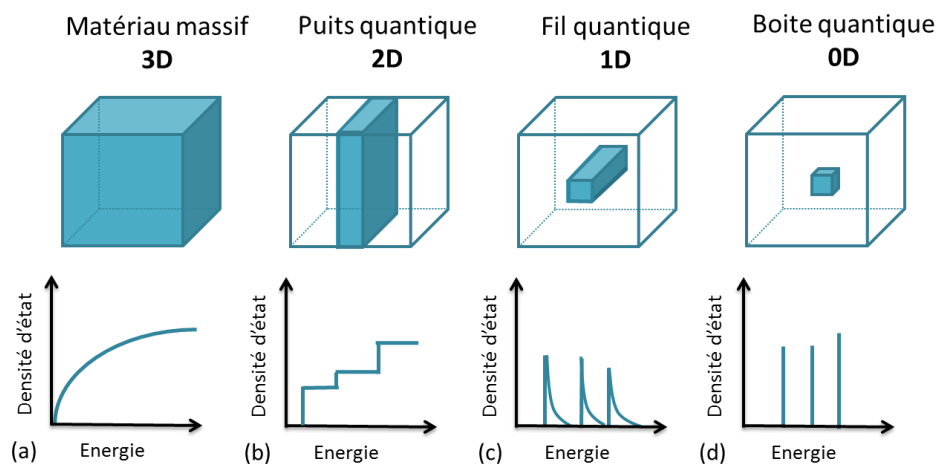 Matériau massif
3D
Puits quantique
2D
Fil quantique
1D
Boite quantique
0D
Densité d'état
Energie
(a)
Densité d'état
Energie
(b)
Densité d'état
Energie
(c)
Densité d'état
Energie
(d)